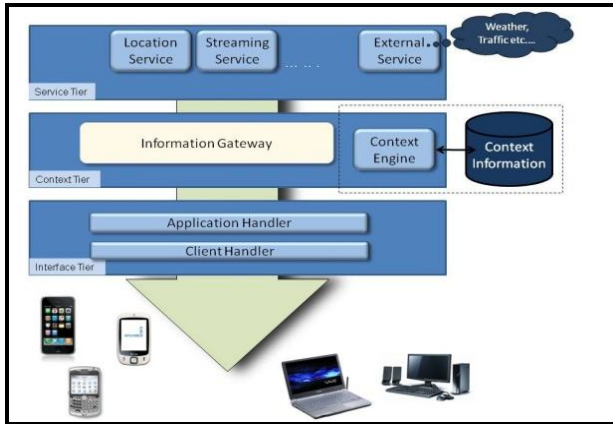 Weather,
Traffic etc....
Location
Service
Streaming
Service
... ... .
External
Service
Service Tier
Information Gateway
Context
Engine
Context
Information
Context Tier
Application Handler
Client Handler
Interface Tier